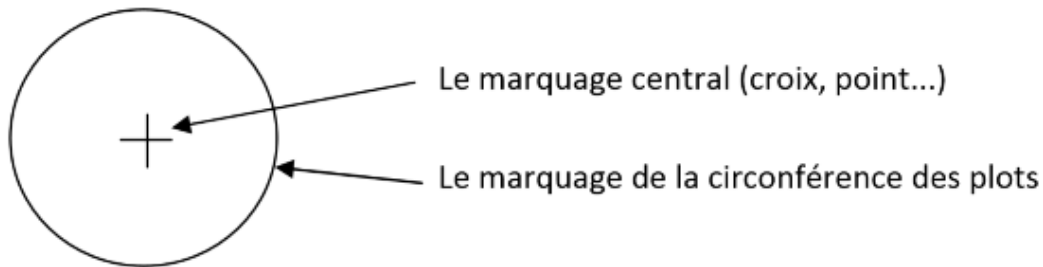 Le marquage central (croix, point...)
Le marquage de la circonférence des plots